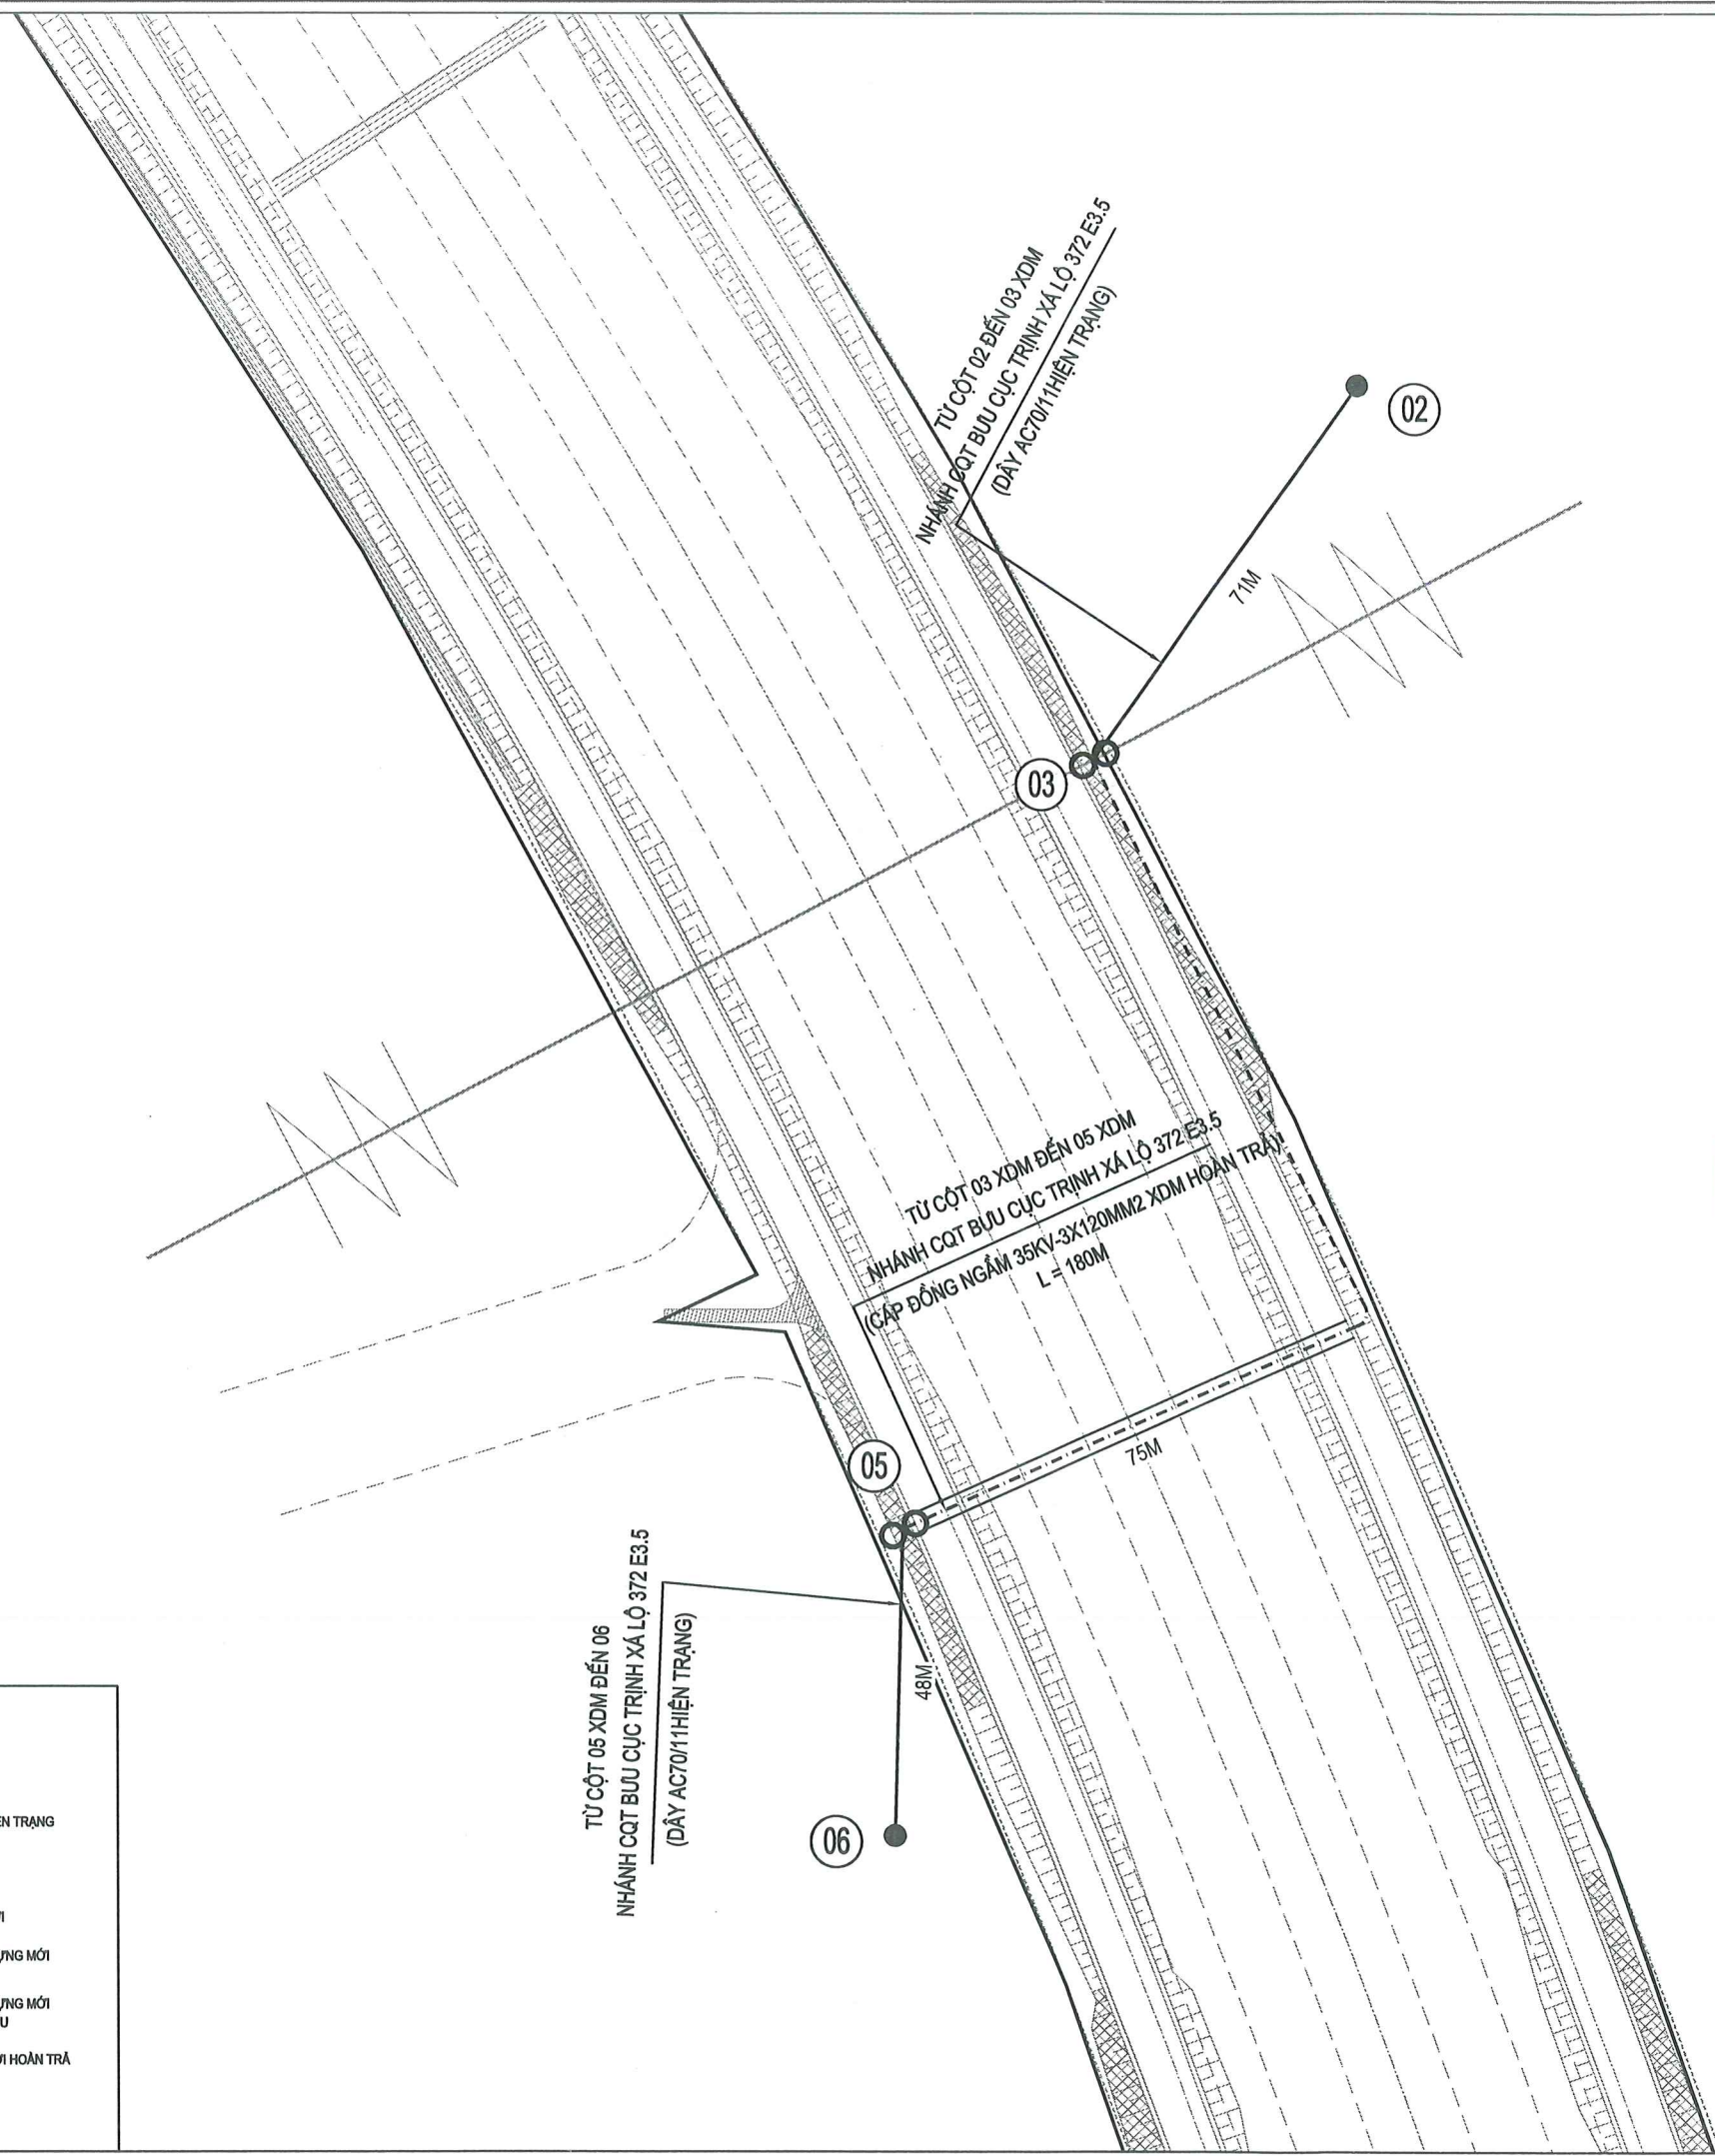 TỪ CỘT 02 ĐẾN 03 XDM
NHÁNH CQT BƯU CỤC TRỊNH XÁ LỘ 372 E3.5
(DÂY AC70/11HIỆN TRẠNG)
02
71M
03
TỪ CỘT 03 XDM ĐẾN 05 XDM
NHÁNH CQT BƯU CỤC TRỊNH XÁ LỘ 372 E3.5
(CÁP ĐỒNG NGẦM 35KV-3X120MM2 XDM HOÀN TRẢ)
L = 180M
75M
05
TỪ CỘT 05 XDM ĐẾN 06
NHÁNH CQT BƯU CỤC TRỊNH XÁ LỘ 372 E3.5
(DÂY AC70/11HIỆN TRẠNG)
48M
06
TRẠNG
MỚI
MỚI
HOÀN TRẢ